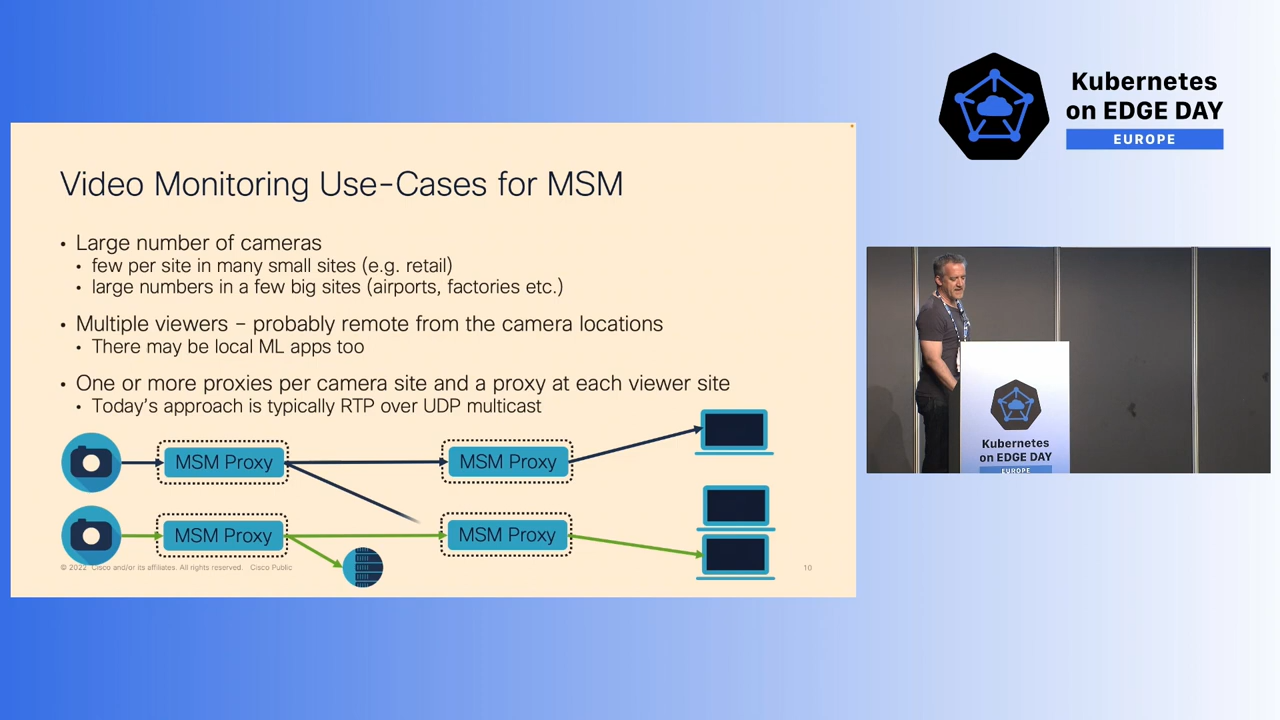 Kubernetes
on EDGE DAY
EUROPE
Video Monitoring Use-Cases for MSM
• Large number of cameras
• few per site in many small sites (e.g. retail)
• large numbers in a few big sites (airports, factories etc.)
• Multiple viewers – probably remote from the camera locations
• There may be local ML apps too
• One or more proxies per camera site and a proxy at each viewer site
• Today's approach is typically RTP over UDP multicast
MSM Proxy
MSM Proxy
MSM Proxy
MSM Proxy
© 2022 Cisco and/or its affiliates. All rights reserved. Cisco Public
10
Kubernetes
on EDGE DAY
EUROPE